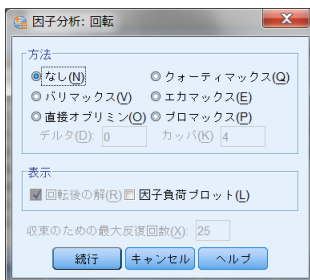 因子分析: 回転
方法
なし(N) クォーティマックス(Q)
バリマックス(V) エカマックス(E)
直接オブリミン(O) プロマックス(P)
デルタ(D): 0 カッパ(K) 4
表示
回転後の解(R) 因子負荷プロット(L)
収束のための最大反復回数(X): 25
続行 キャンセル ヘルプ